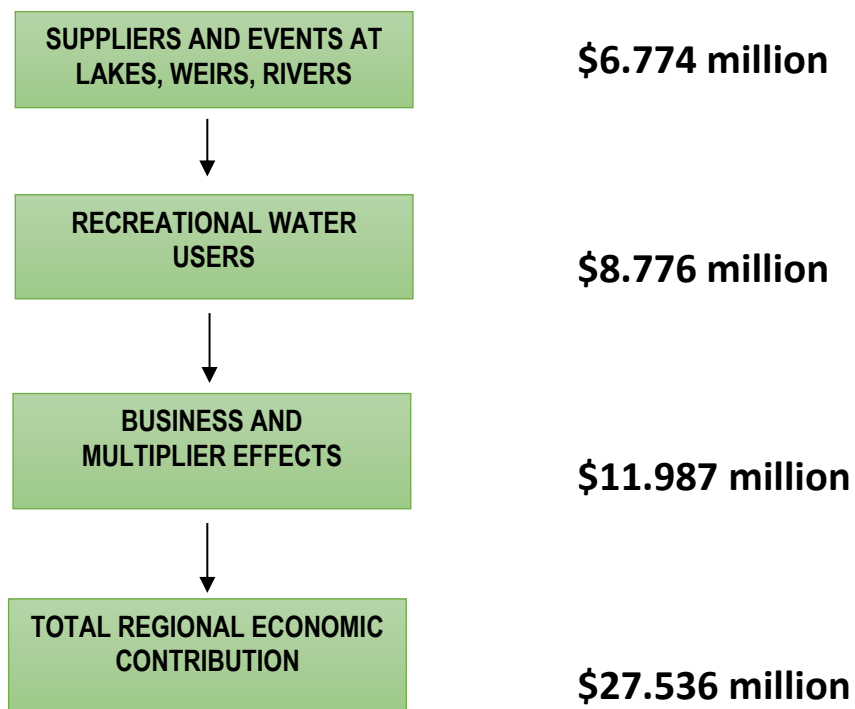 SUPPLIERS AND EVENTS AT
LAKES, WEIRS, RIVERS
$6.774 million
RECREATIONAL WATER
USERS
$8.776 million
BUSINESS AND
MULTIPLIER EFFECTS
$11.987 million
TOTAL REGIONAL ECONOMIC
CONTRIBUTION
$27.536 million